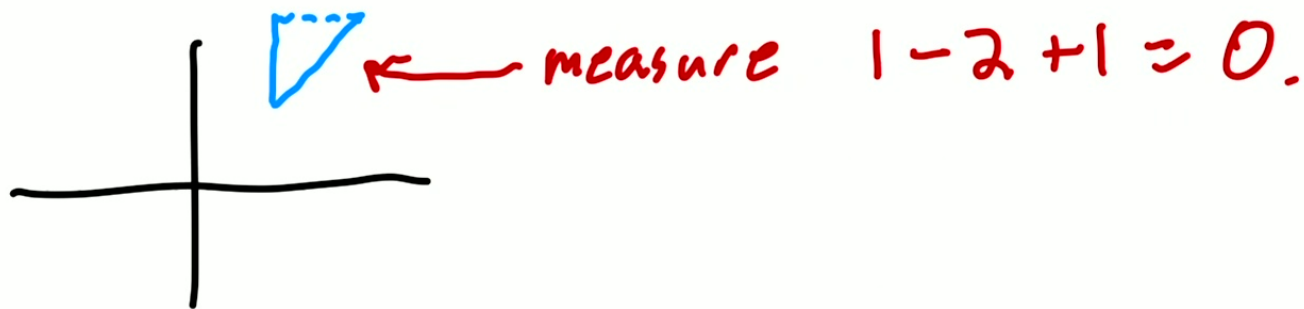 measure 1 - 2 + 1 = 0.